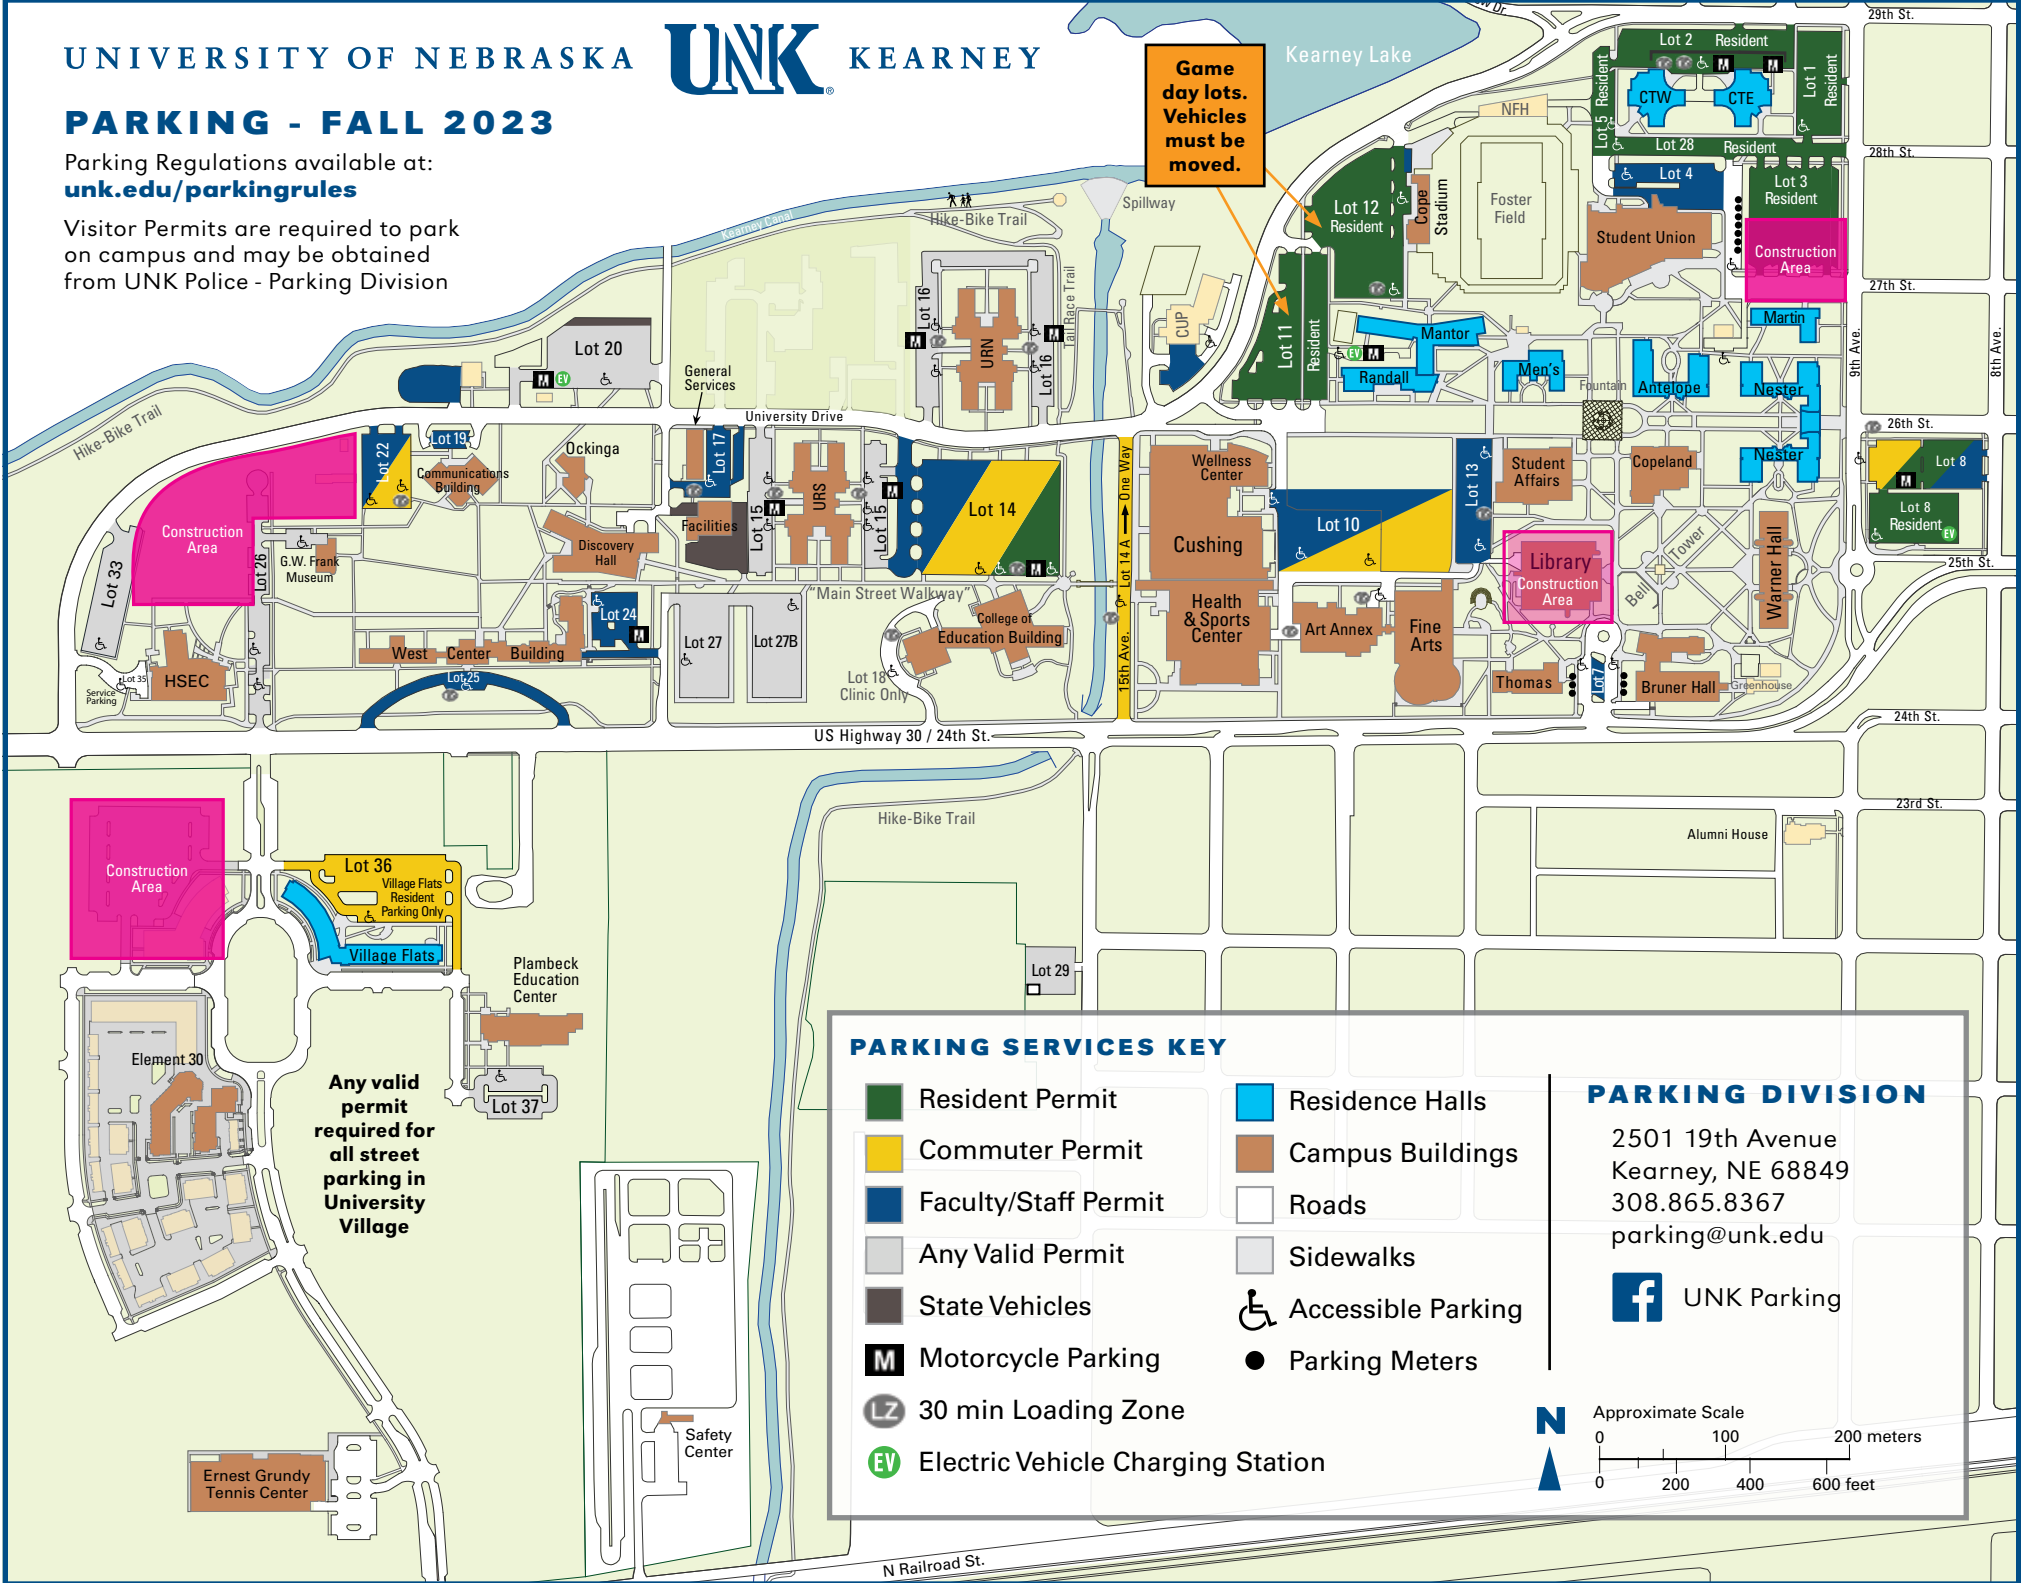 UNIVERSITY OF NEBRASKA UNK ® KEARNEY
PARKING - FALL 2023
Parking Regulations available at:
unk.edu/parkingrules
Visitor Permits are required to park
on campus and may be obtained
from UNK Police - Parking Division
Game
day lots.
Vehicles
must be
moved.
Kearney Lake
29th St.
Lot 2 Resident
Lot 1
Resident
Lot 5 Resident
CTW
CTE
Lot 28 Resident
28th St.
NFH
Lot 4
Lot 3
Resident
Lot 12
Resident
Cope
Stadium
Foster
Field
Student Union
Construction
Area
27th St.
Kearney Canal
Hike-Bike Trail
Spillway
Tail Race Trail
Lot 16
URN
Lot 16
CUP
Lot 11
Resident
Mantor
Randall
EV
M
Men's
Fountain
Antelope
Martin
Nester
Nester
9th Ave.
8th Ave.
26th St.
Lot 20
M
EV
General
Services
University Drive
Hike-Bike Trail
Lot 22
Lot 19
Communications
Building
Ockinga
Lot 17
Facilities
Lot 15
URS
Lot 15
Lot 14
Lot 14 A
One Way
15th Ave.
Wellness
Center
Cushing
Health
& Sports
Center
Lot 10
Lot 13
Student
Affairs
Copeland
Lot 8
Lot 8
Resident
EV
25th St.
Construction
Area
Lot 33
Lot 26
G.W. Frank
Museum
Discovery
Hall
"Main Street Walkway"
Library
Construction
Area
Bell
Tower
Warner Hall
Lot 24
Lot 27
Lot 27B
College of
Education Building
Art Annex
Fine
Arts
Thomas
Lot 7
Bruner Hall
Greenhouse
West Center Building
Lot 25
HSEC
Lot 35
Service
Parking
Lot 18
Clinic Only
US Highway 30 / 24th St.
24th St.
23rd St.
Alumni House
Hike-Bike Trail
Construction
Area
Lot 36
Village Flats
Resident
Parking Only
Village Flats
Plambeck
Education
Center
Lot 37
Lot 29
Element 30
Any valid
permit
required for
all street
parking in
University
Village
Safety
Center
Ernest Grundy
Tennis Center
N Railroad St.
PARKING SERVICES KEY
Resident Permit
Commuter Permit
Faculty/Staff Permit
Any Valid Permit
State Vehicles
M Motorcycle Parking
LZ 30 min Loading Zone
EV Electric Vehicle Charging Station
Residence Halls
Campus Buildings
Roads
Sidewalks
Accessible Parking
Parking Meters
PARKING DIVISION
2501 19th Avenue
Kearney, NE 68849
308.865.8367
parking@unk.edu
f UNK Parking
N
Approximate Scale
0 100 200 meters
0 200 400 600 feet